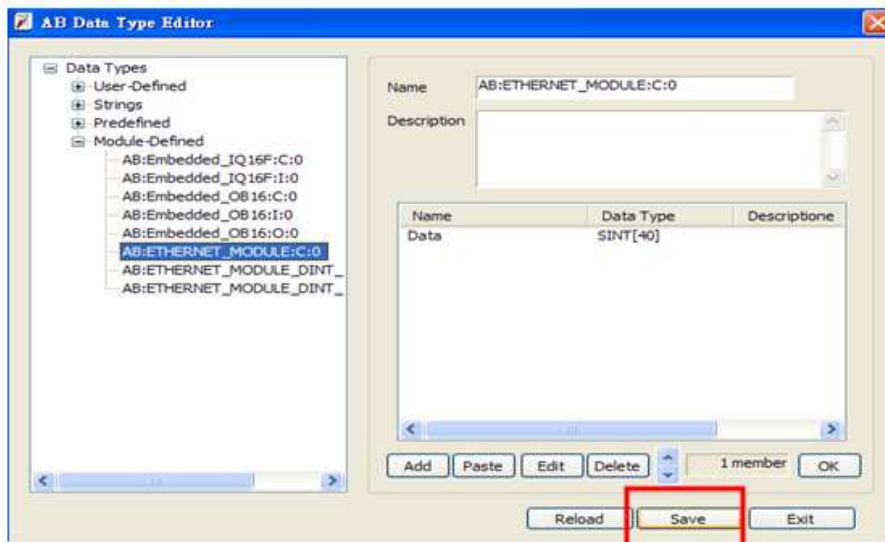 AB Data Type Editor
Data Types
User-Defined
Strings
Predefined
Module-Defined
AB:Embedded_IQ16F:C:0
AB:Embedded_IQ16F:I:0
AB:Embedded_OB16:C:0
AB:Embedded_OB16:I:0
AB:Embedded_OB16:O:0
AB:ETHERNET_MODULE:C:0
AB:ETHERNET_MODULE_DINT_
AB:ETHERNET_MODULE_DINT_
Name AB:ETHERNET_MODULE:C:0
Description
Name Data Type Descriptione
Data SINT[40]
Add Paste Edit Delete 1 member OK
Reload Save Exit